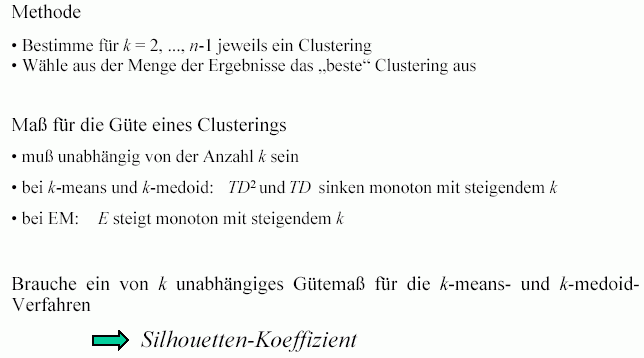 Methode
• Bestimme für k = 2, ..., n-1 jeweils ein Clustering
• Wähle aus der Menge der Ergebnisse das „beste“ Clustering aus
Maß für die Güte eines Clusterings
• muß unabhängig von der Anzahl k sein
• bei k-means und k-medoid: TD² und TD sinken monoton mit steigendem k
• bei EM: E steigt monoton mit steigendem k
Brauche ein von k unabhängiges Gütemaß für die k-means- und k-medoid-
Verfahren
Silhouetten-Koeffizient